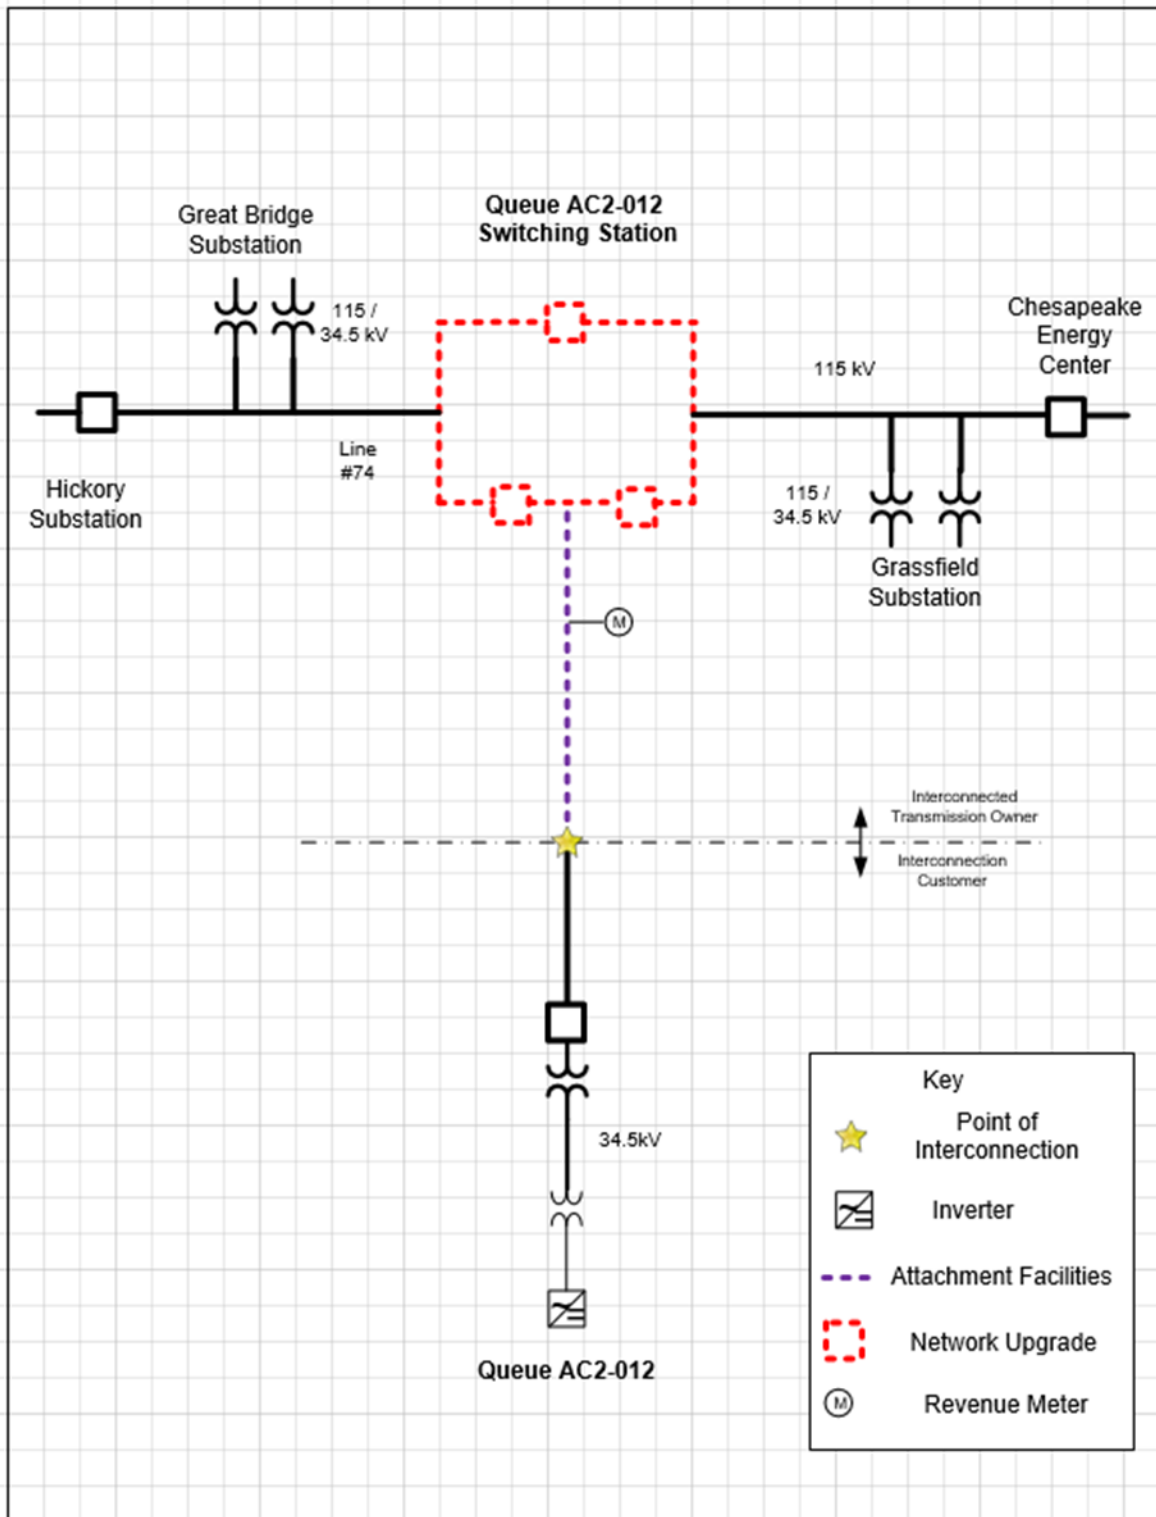 Queue AC2-012
Switching Station
Great Bridge
Substation
115 /
34.5 kV
Chesapeake
Energy
Center
115 kV
Line
#74
Hickory
Substation
115 /
34.5 kV
Grassfield
Substation
M
Interconnected
Transmission Owner
Interconnection
Customer
34.5kV
Queue AC2-012
Key
Point of
Interconnection
Inverter
Attachment Facilities
Network Upgrade
M
Revenue Meter